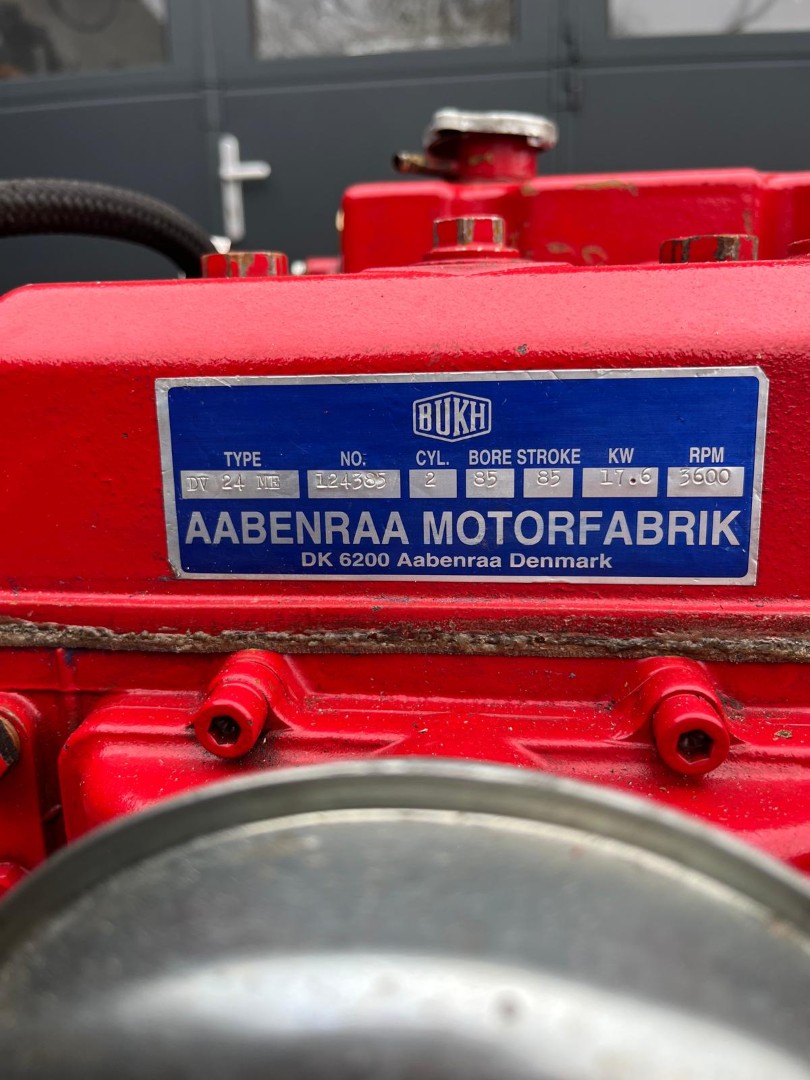 BUKH
TYPE NO. CYL. BORE STROKE KW RPM
DV 24 ME 124385 2 85 85 17.6 3600
AABENRAA MOTORFABRIK
DK 6200 Aabenraa Denmark